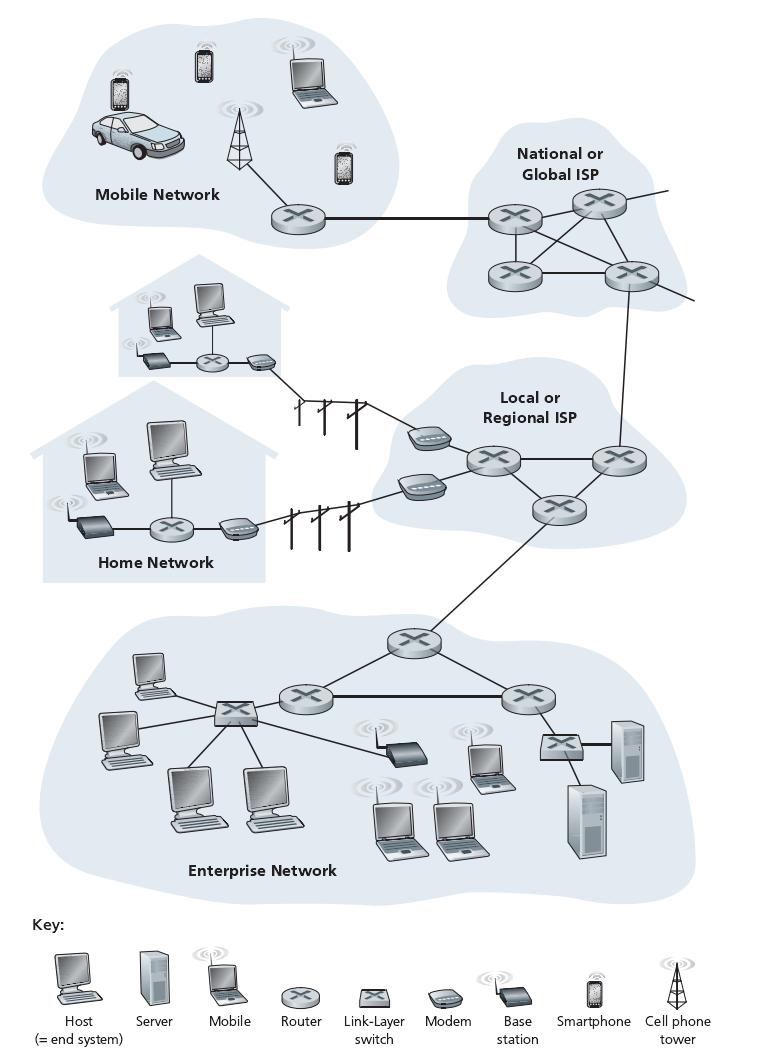 National or
Global ISP
Mobile Network
Local or
Regional ISP
Home Network
Enterprise Network
Key:
Host
(= end system)
Server
Mobile
Router
Link-Layer
switch
Modem
Base
station
Smartphone
Cell phone
tower